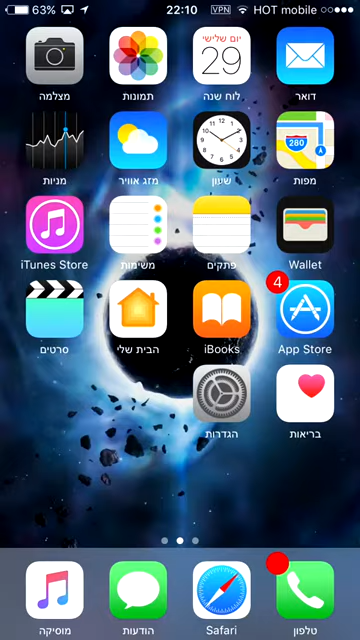 63% 22:10 VPN HOT mobile
יום שלישי
29
280
מצלמה תמונות לוח שנה דואר
מניות מזג אוויר שעון מפות
iTunes Store משימות פתקים Wallet
4
סרטים הבית שלי iBooks App Store
הגדרות בריאות
מוסיקה הודעות Safari טלפון